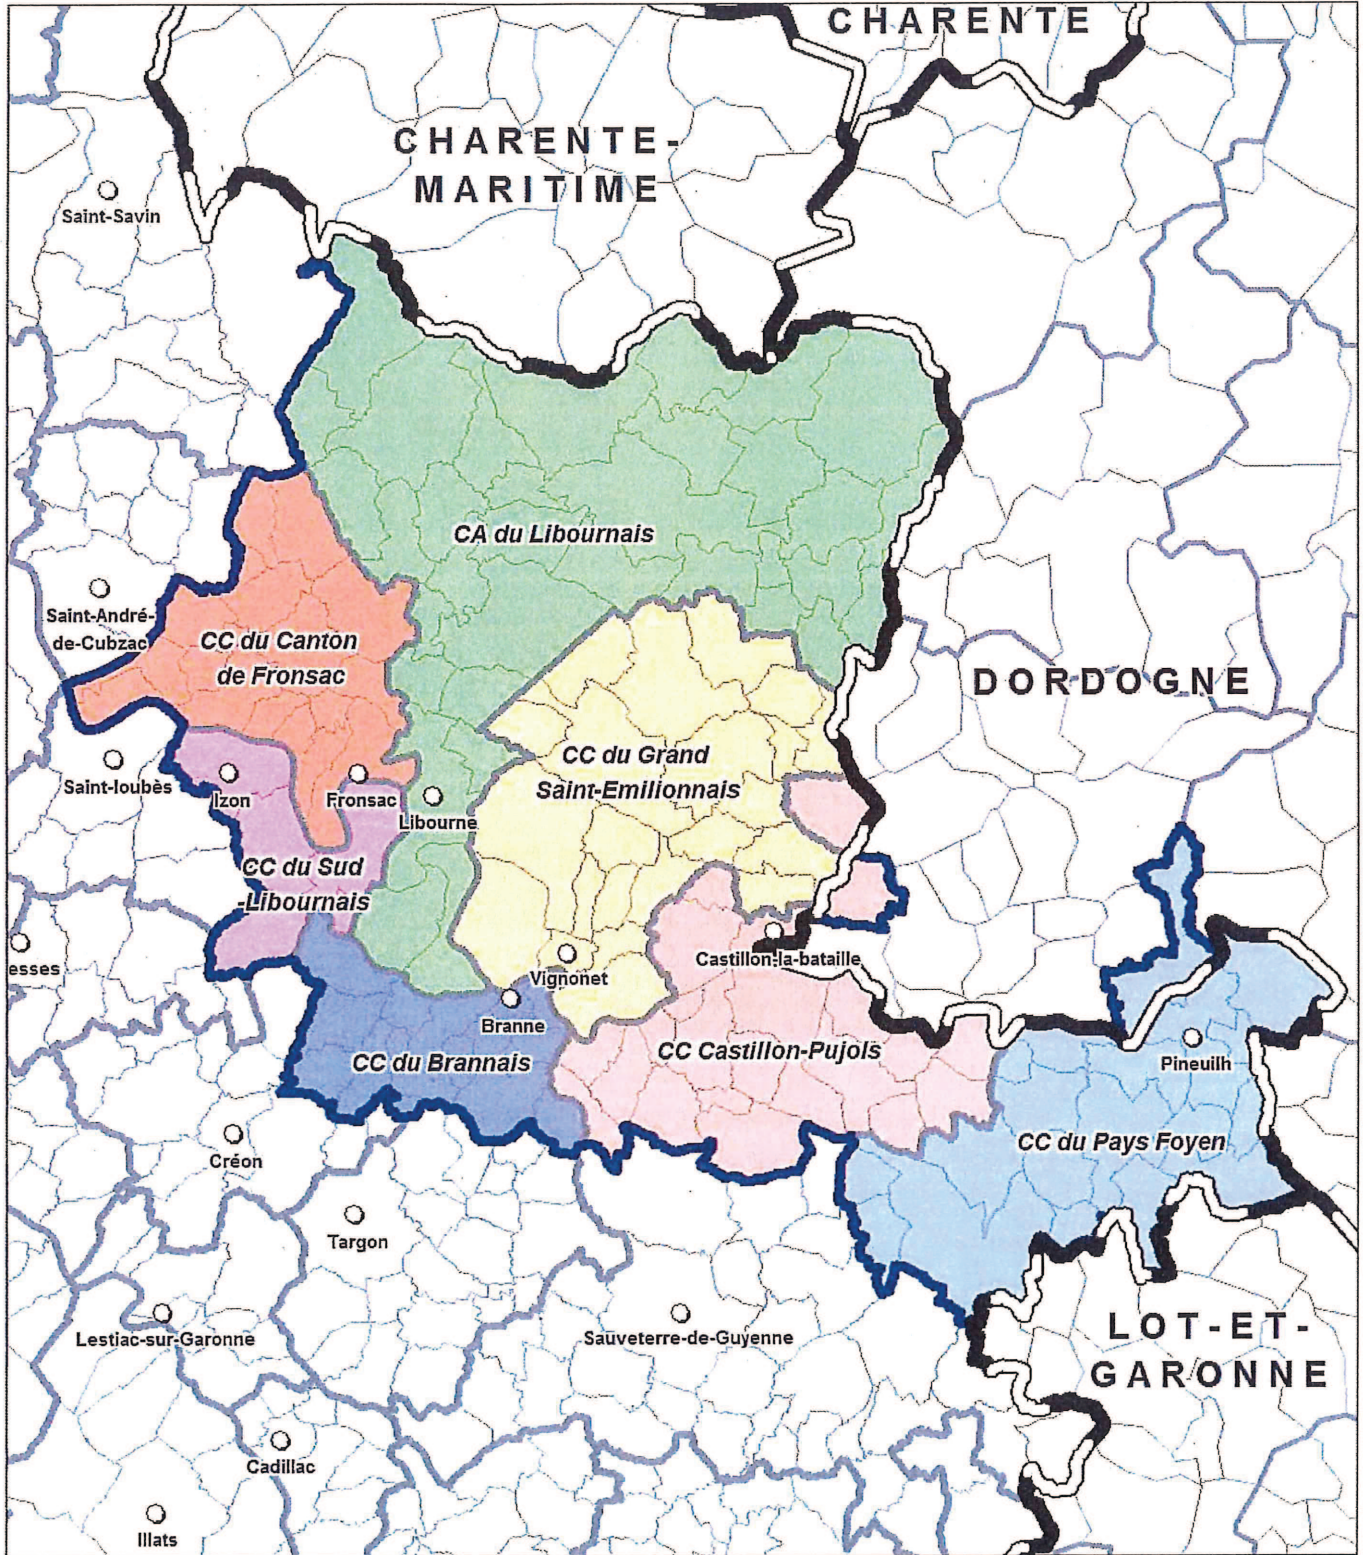 CHARENTE
CHARENTE-
MARITIME
Saint-Savin
CA du Libournais
Saint-André-
de-Cubzac
CC du Canton
de Fronsac
DORDOGNE
CC du Grand
Saint-Emilionnais
Saint-loubès
Izon
Fronsac
Libourne
CC du Sud
-Libournais
esses
Castillon-la-bataille
Vignonet
Branne
CC du Brannais
CC Castillon-Pujols
Pineuilh
CC du Pays Foyen
Créon
Targon
Lestiac-sur-Garonne
Sauveterre-de-Guyenne
LOT-ET-
GARONNE
Cadillac
Illats